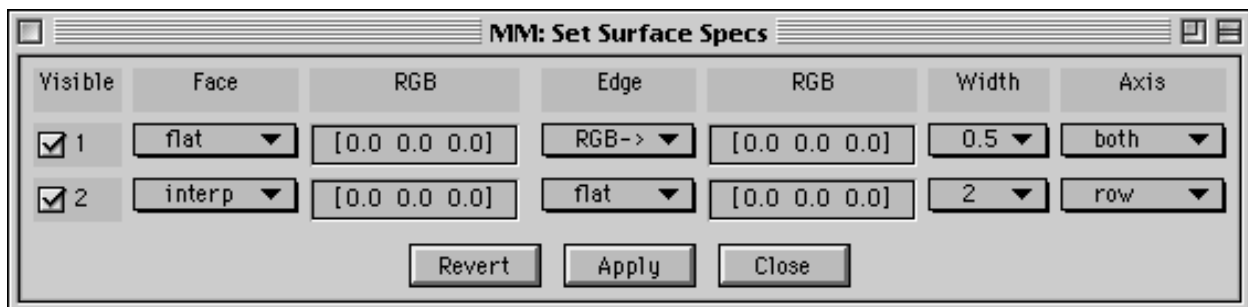 MM: Set Surface Specs
Visible Face RGB Edge RGB Width Axis
1 flat [0.0 0.0 0.0] RGB-> [0.0 0.0 0.0] 0.5 both
2 interp [0.0 0.0 0.0] flat [0.0 0.0 0.0] 2 row
Revert Apply Close